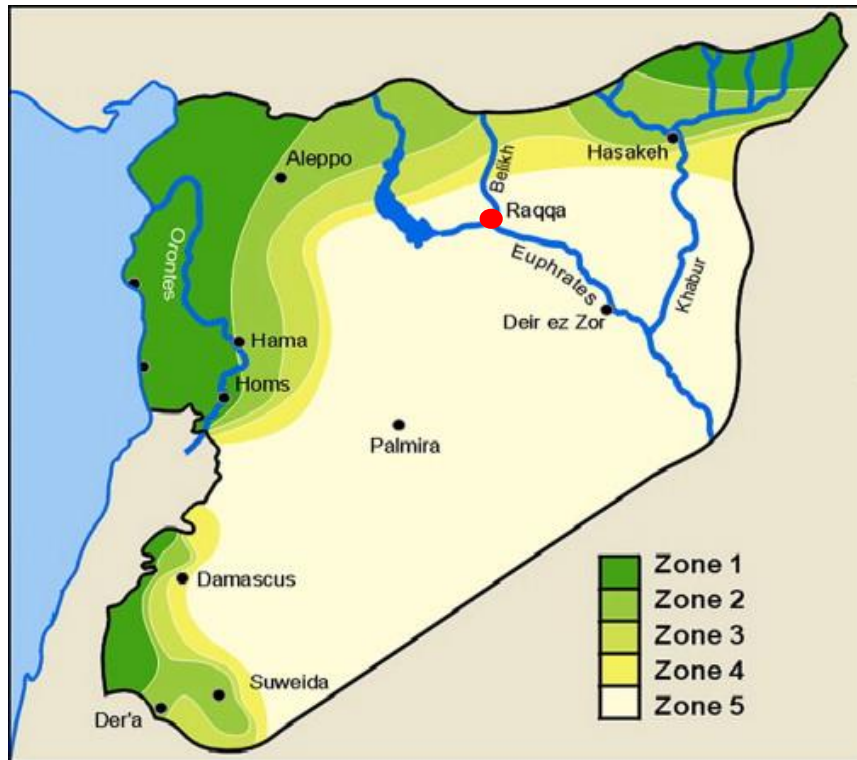 Aleppo
Hasakeh
Belikh
Raqqa
Orontes
Euphrates
Khabur
Deir ez Zor
Hama
Homs
Palmira
Damascus
Suweida
Der'a
Zone 1
Zone 2
Zone 3
Zone 4
Zone 5